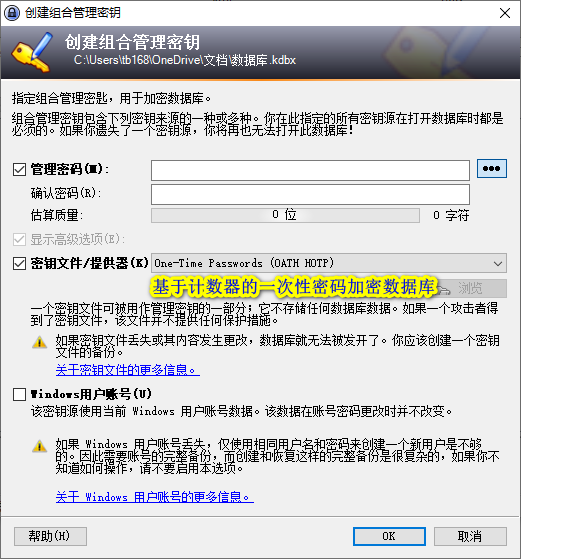 创建组合管理密钥
创建组合管理密钥
C:\Users\tb168\OneDrive\文档\数据库.kdbx
指定组合管理密匙，用于加密数据库。
组合管理密钥包含下列密钥来源的一种或多种。你在此指定的所有密钥源在打开数据库时都是
必须的。如果你遗失了一个密钥源，你将再也无法打开此数据库！
管理密码(M):
确认密码(R):
估算质量:
0 位
0 字符
显示高级选项(E):
密钥文件/提供器(K)
One-Time Passwords (OATH HOTP)
基于计数器的一次性密码加密数据库
浏览
一个密钥文件可被用作管理密钥的一部分；它不存储任何数据库数据。如果一个攻击者得
到了密钥文件，该文件并不提供任何保护措施。
如果密钥文件丢失或其内容发生更改，数据就无法被发开了。你应该创建一个密钥
文件的备份。
关于密钥文件的更多信息。
Windows用户账号(U)
该密钥源使用当前 Windows 用户账号数据。该数据在账号密码更改时并不改变。
如果 Windows 用户账号丢失，仅使用相同用户名和密码来创建一个新用户是不够
的。因此需要账号的完整备份，而创建和恢复这样的完整备份是很复杂的，如果你不
知道如何操作，请不要启用本选项。
关于 Windows 用户账号的更多信息。
帮助(H)
OK
取消